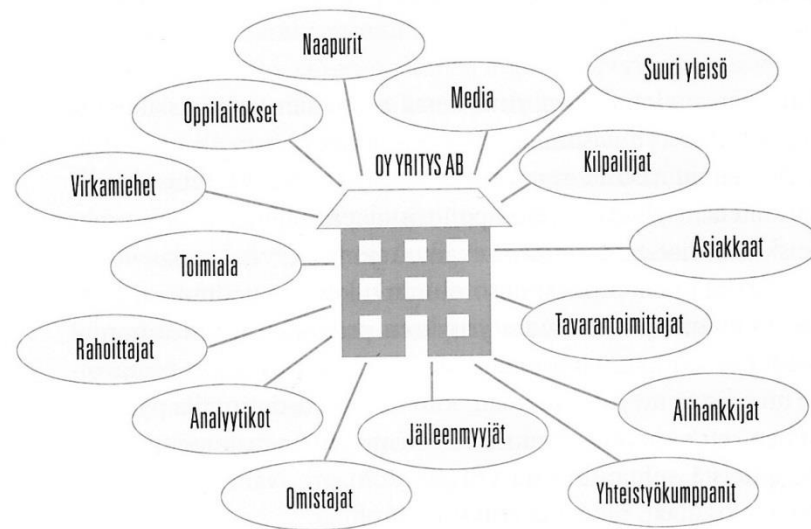 Naapurit
Suuri yleisö
Media
Oppilaitokset
OY YRITYS AB
Kilpailijat
Virkamiehet
Asiakkaat
Toimiala
Tavarantoimittajat
Rahoittajat
Alihankkijat
Analyytikot
Jälleenmyyjät
Omistajat
Yhteistyökumppanit